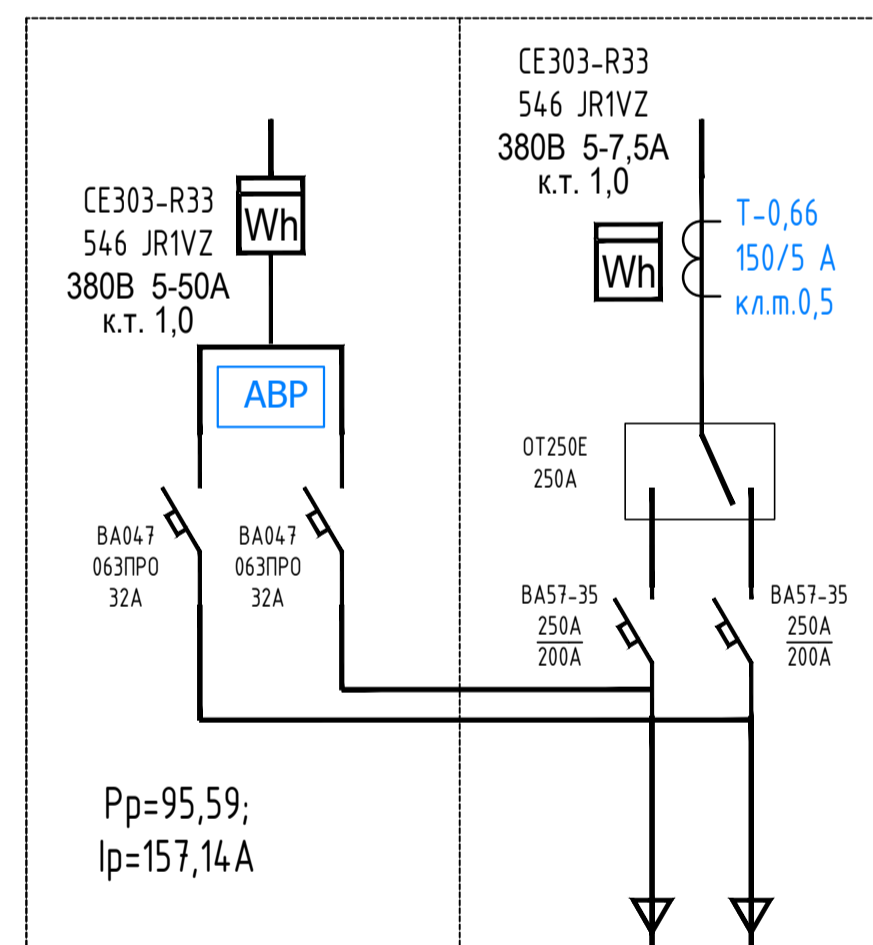 CE303-R33
546 JR1VZ
380В 5-50А
к.т. 1,0
Wh
АВР
ВА047
063ПРО
32А
ВА047
063ПРО
32А
Рр=95,59;
Iр=157,14А
CE303-R33
546 JR1VZ
380В 5-7,5А
к.т. 1,0
Wh
Т-0,66
150/5 А
кл.т.0,5
ОТ250Е
250А
ВА57-35
250А
200А
ВА57-35
250А
200А